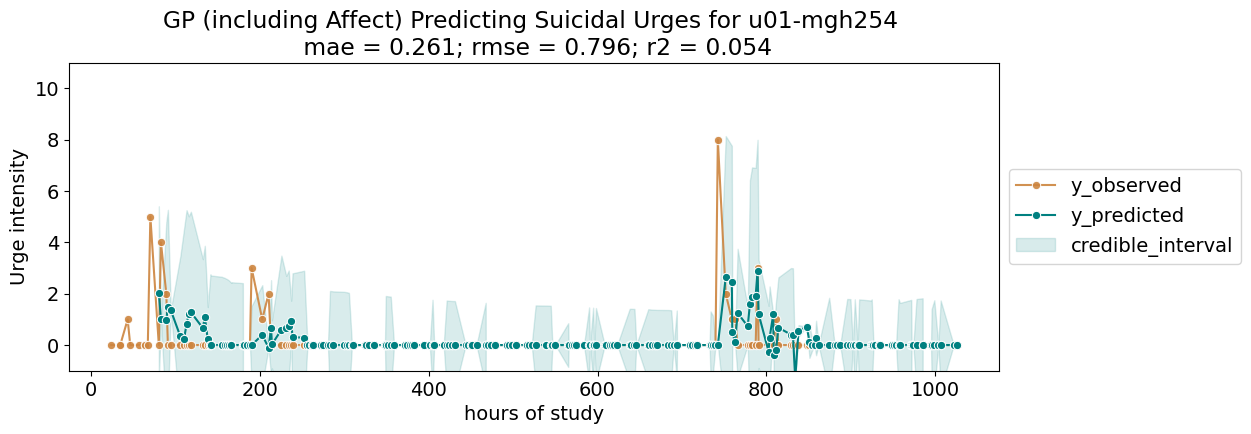 GP (including Affect) Predicting Suicidal Urges for u01-mgh254
mae = 0.261; rmse = 0.796; r2 = 0.054
10
8
6
4
2
0
Urge intensity
0 200 400 600 800 1000
hours of study
y_observed
y_predicted
credible_interval